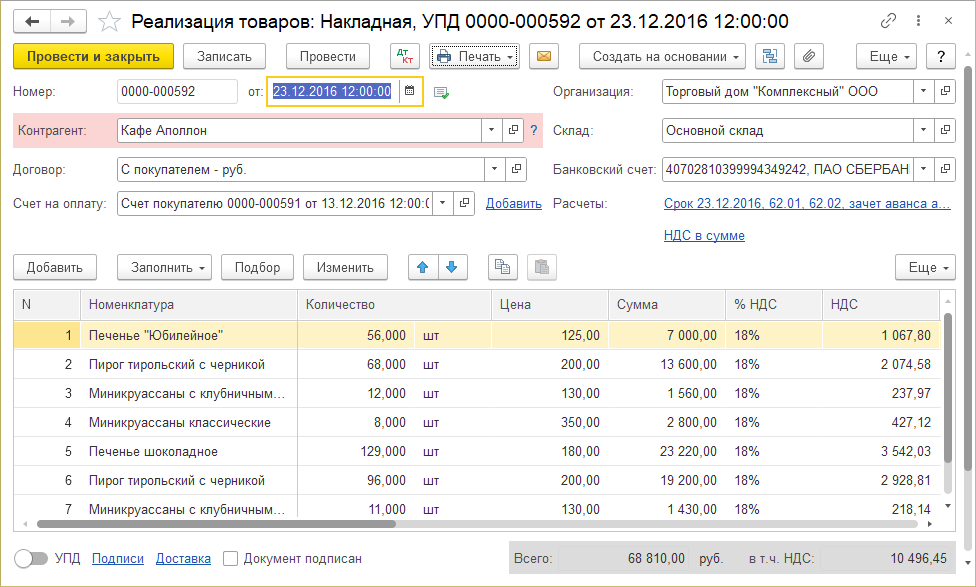 Реализация товаров: Накладная, УПД 0000-000592 от 23.12.2016 12:00:00
Провести и закрыть Записать Провести Дт Кт Печать Создать на основании Еще ?
Номер: 0000-000592 от: 23.12.2016 12:00:00 Организация: Торговый дом "Комплексный" ООО
Контрагент: Кафе Аполлон ? Склад: Основной склад
Договор: С покупателем - руб. Банковский счет: 40702810399994349242, ПАО СБЕРБАН
Счет на оплату: Счет покупателю 0000-000591 от 13.12.2016 12:00:0 Добавить Расчеты: Срок 23.12.2016, 62.01, 62.02, зачет аванса а...
НДС в сумме
Добавить Заполнить Подбор Изменить Еще
N Номенклатура Количество Цена Сумма % НДС НДС
1 Печенье "Юбилейное" 56,000 шт 125,00 7 000,00 18% 1 067,80
2 Пирог тирольский с черникой 68,000 шт 200,00 13 600,00 18% 2 074,58
3 Миникруассаны с клубничным... 12,000 шт 130,00 1 560,00 18% 237,97
4 Миникруассаны классические 8,000 шт 350,00 2 800,00 18% 427,12
5 Печенье шоколадное 129,000 шт 180,00 23 220,00 18% 3 542,03
6 Пирог тирольский с черникой 96,000 шт 200,00 19 200,00 18% 2 928,81
7 Миникруассаны с клубничным... 11,000 шт 130,00 1 430,00 18% 218,14
УПД Подписи Доставка Документ подписан Всего: 68 810,00 руб. в т.ч. НДС: 10 496,45